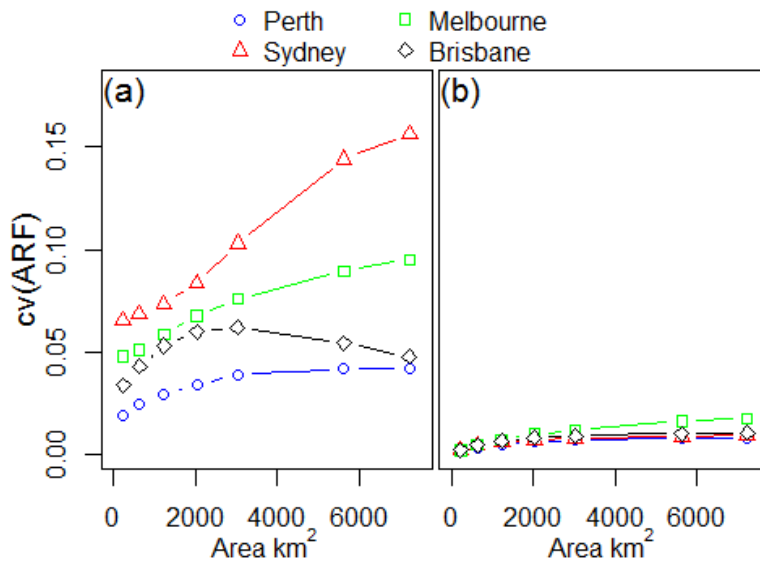 Perth Melbourne
Sydney Brisbane
(a) (b)
cv(ARF)
0.15
0.10
0.05
0.00
0 2000 4000 6000 0 2000 4000 6000
Area km² Area km²